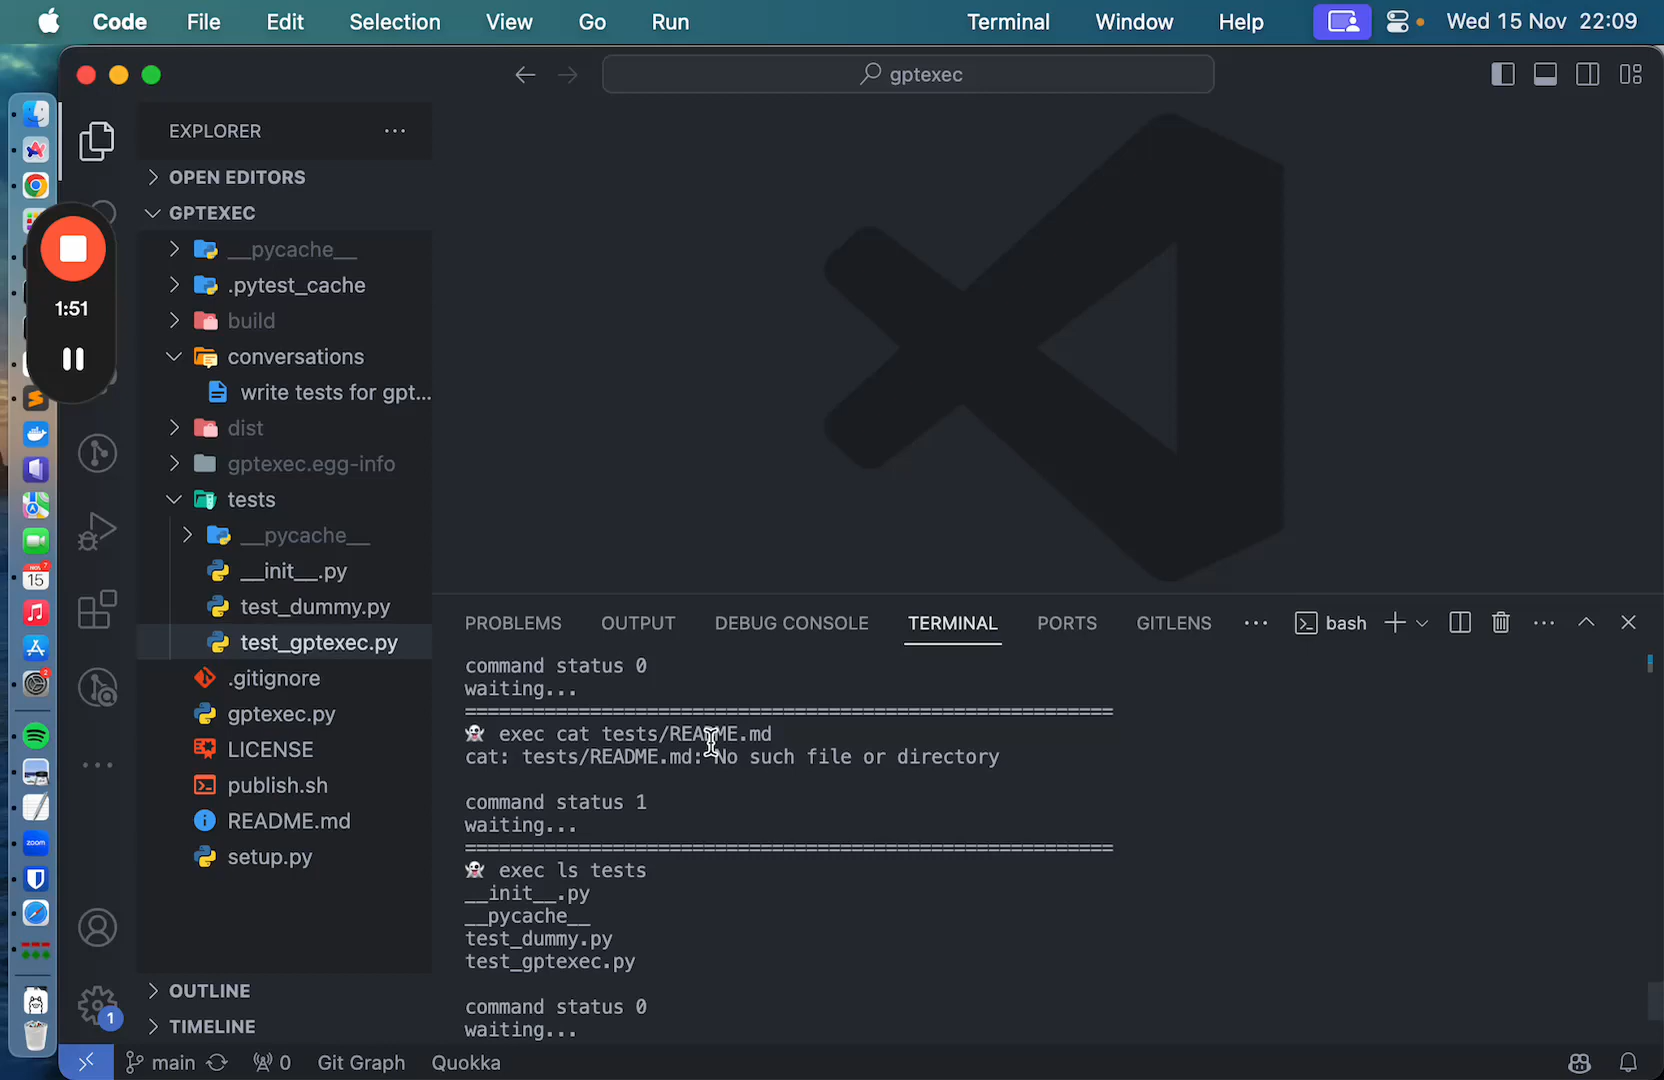 Code File Edit Selection View Go Run Terminal Window Help Wed 15 Nov 22:09
gptexec
EXPLORER
OPEN EDITORS
GPTEXEC
__pycache__
.pytest_cache
build
conversations
write tests for gpt...
dist
gptexec.egg-info
tests
__pycache__
__init__.py
test_dummy.py
test_gptexec.py
.gitignore
gptexec.py
LICENSE
publish.sh
README.md
setup.py
OUTLINE
TIMELINE
1:51
15
zoom
1
PROBLEMS OUTPUT DEBUG CONSOLE TERMINAL PORTS GITLENS bash
command status 0
waiting...
=========================================================
exec cat tests/README.md
cat: tests/README.md: No such file or directory
command status 1
waiting...
=========================================================
exec ls tests
__init__.py
__pycache__
test_dummy.py
test_gptexec.py
command status 0
waiting...
main 0 Git Graph Quokka